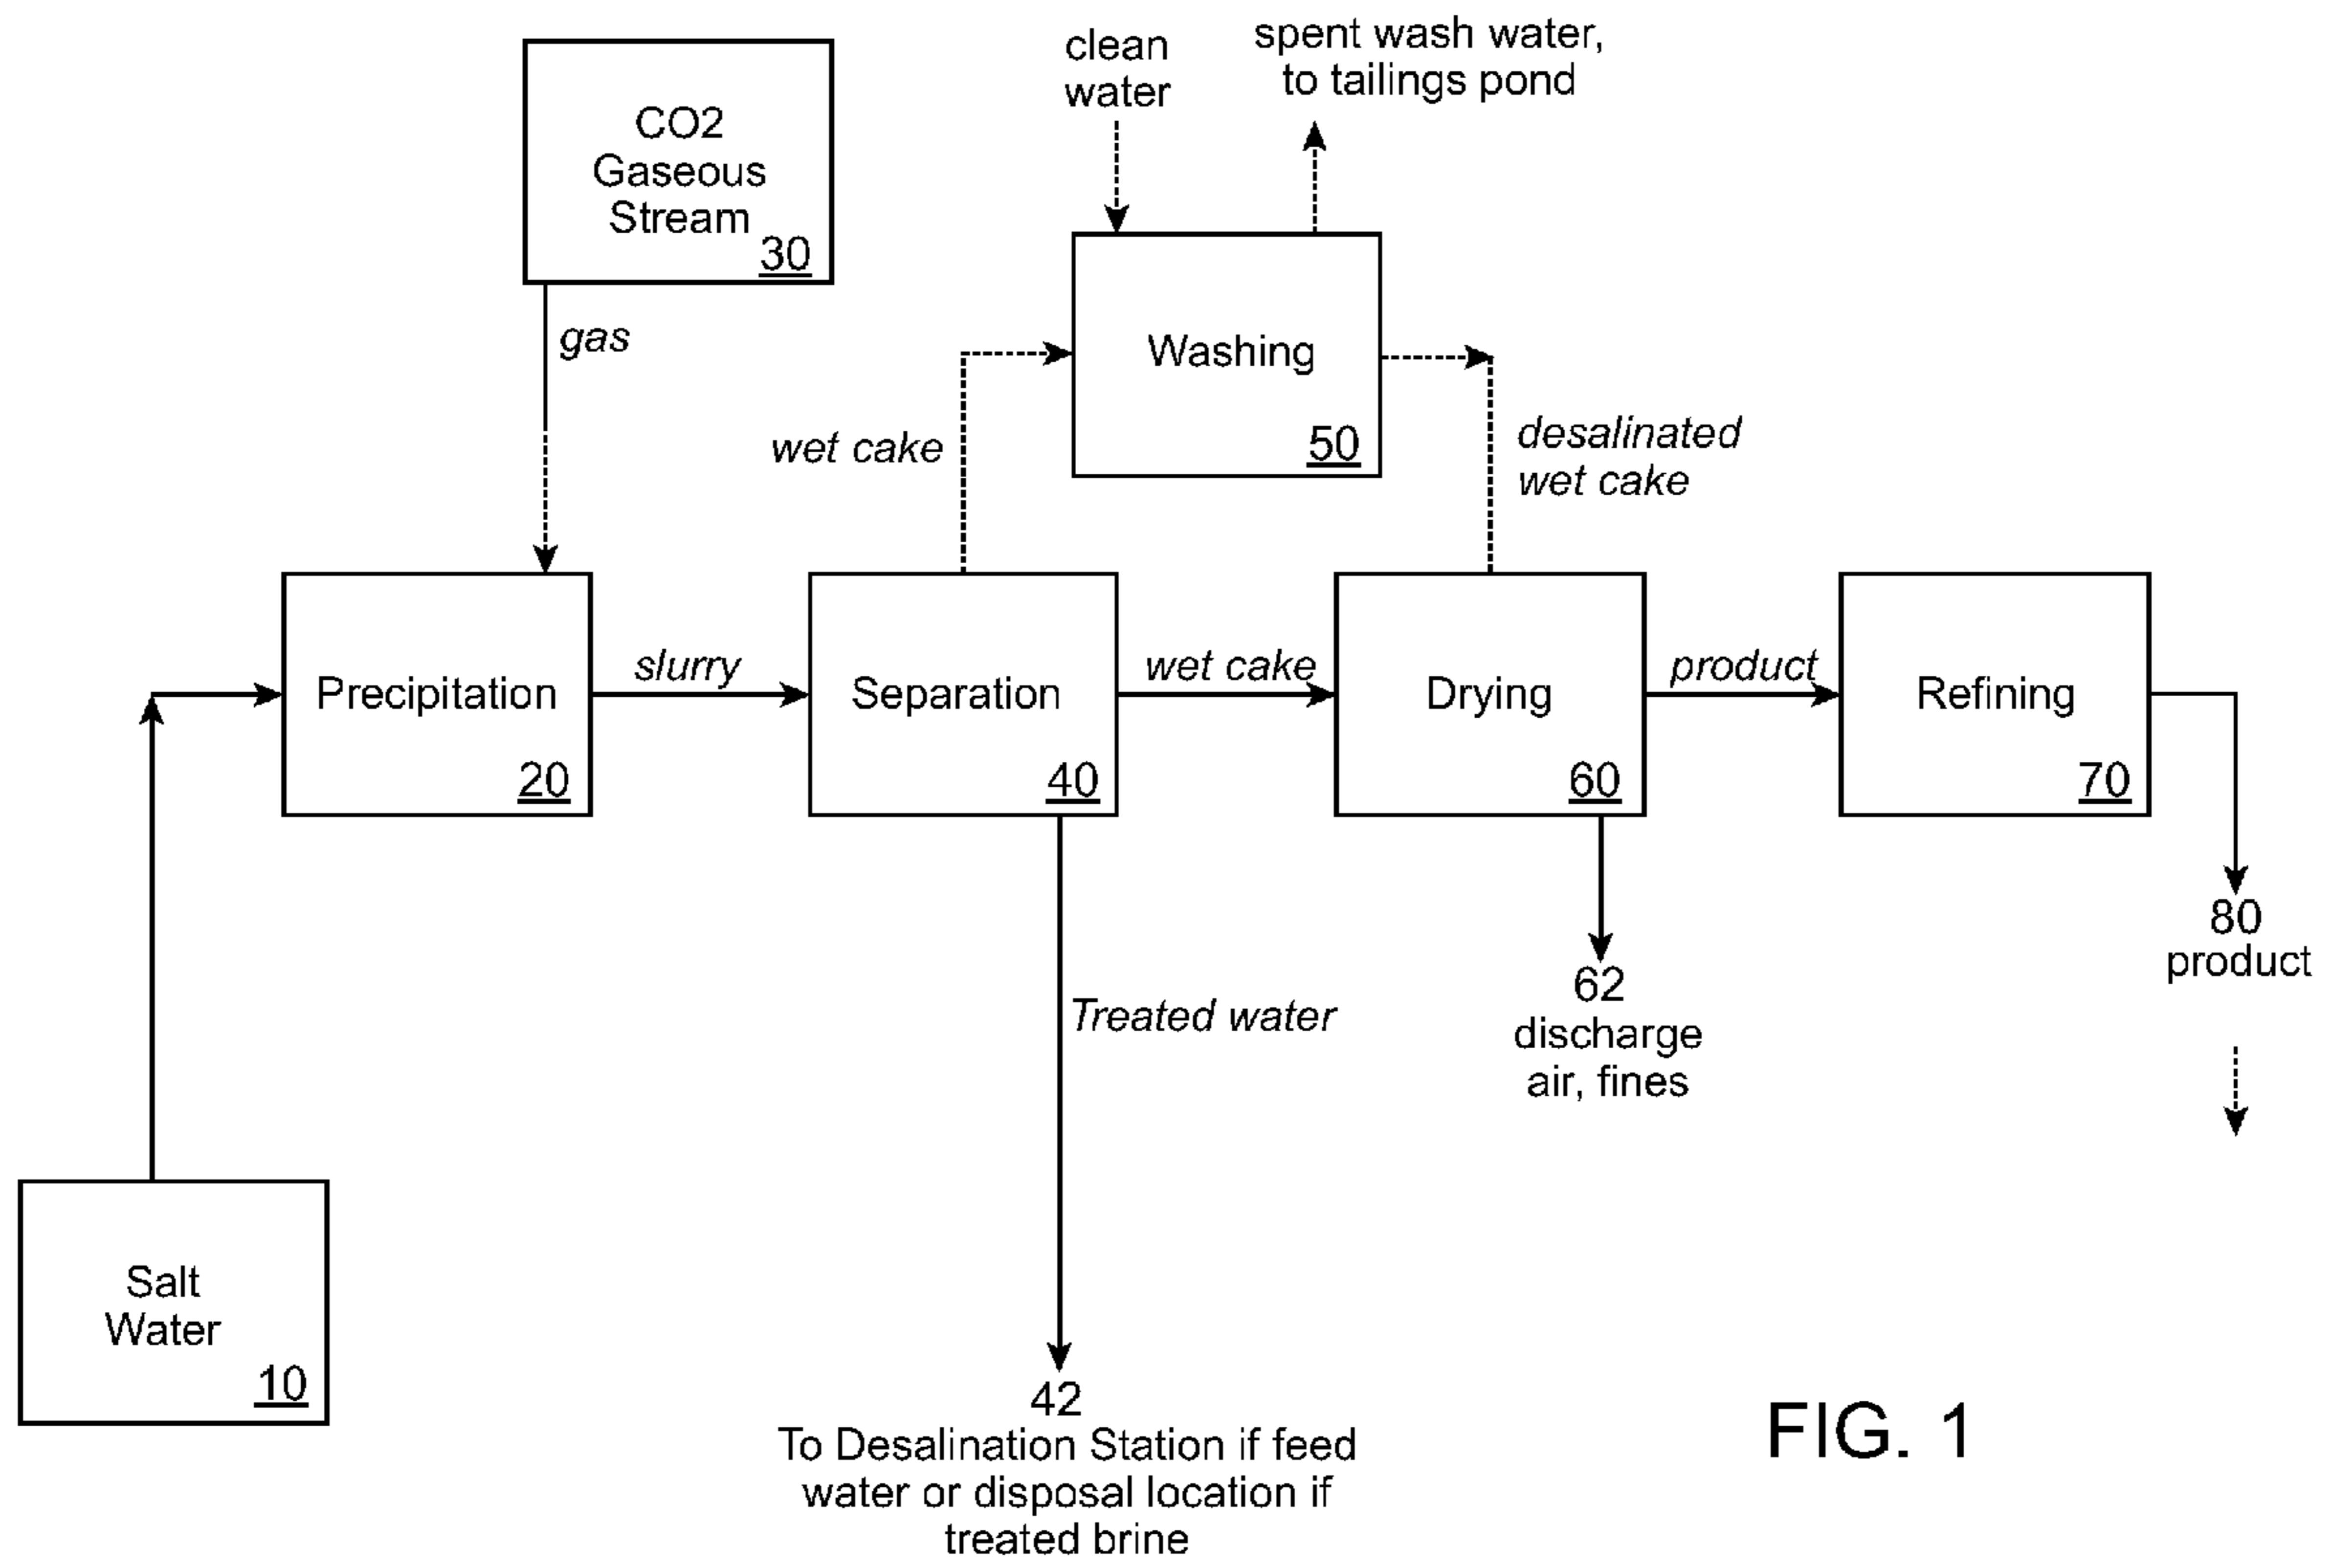 CO2
Gaseous
Stream
30
clean
water
spent wash water,
to tailings pond
gas
Washing
50
wet cake
desalinated
wet cake
Precipitation
20
slurry
Separation
40
wet cake
Drying
60
product
Refining
70
80
product
62
discharge
air, fines
Treated water
Salt
Water
10
42
To Desalination Station if feed
water or disposal location if
treated brine
FIG. 1